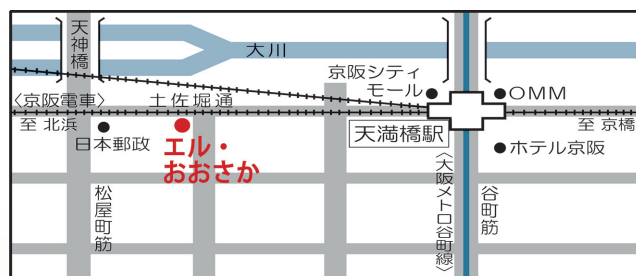 天神橋
大川
京阪シティ
モール
OMM
〈京阪電車〉
土佐堀通
至 北浜
日本郵政
エル・
おおさか
天満橋駅
至 京橋
ホテル京阪
松屋町筋
〈大阪メトロ谷町線〉
谷町筋